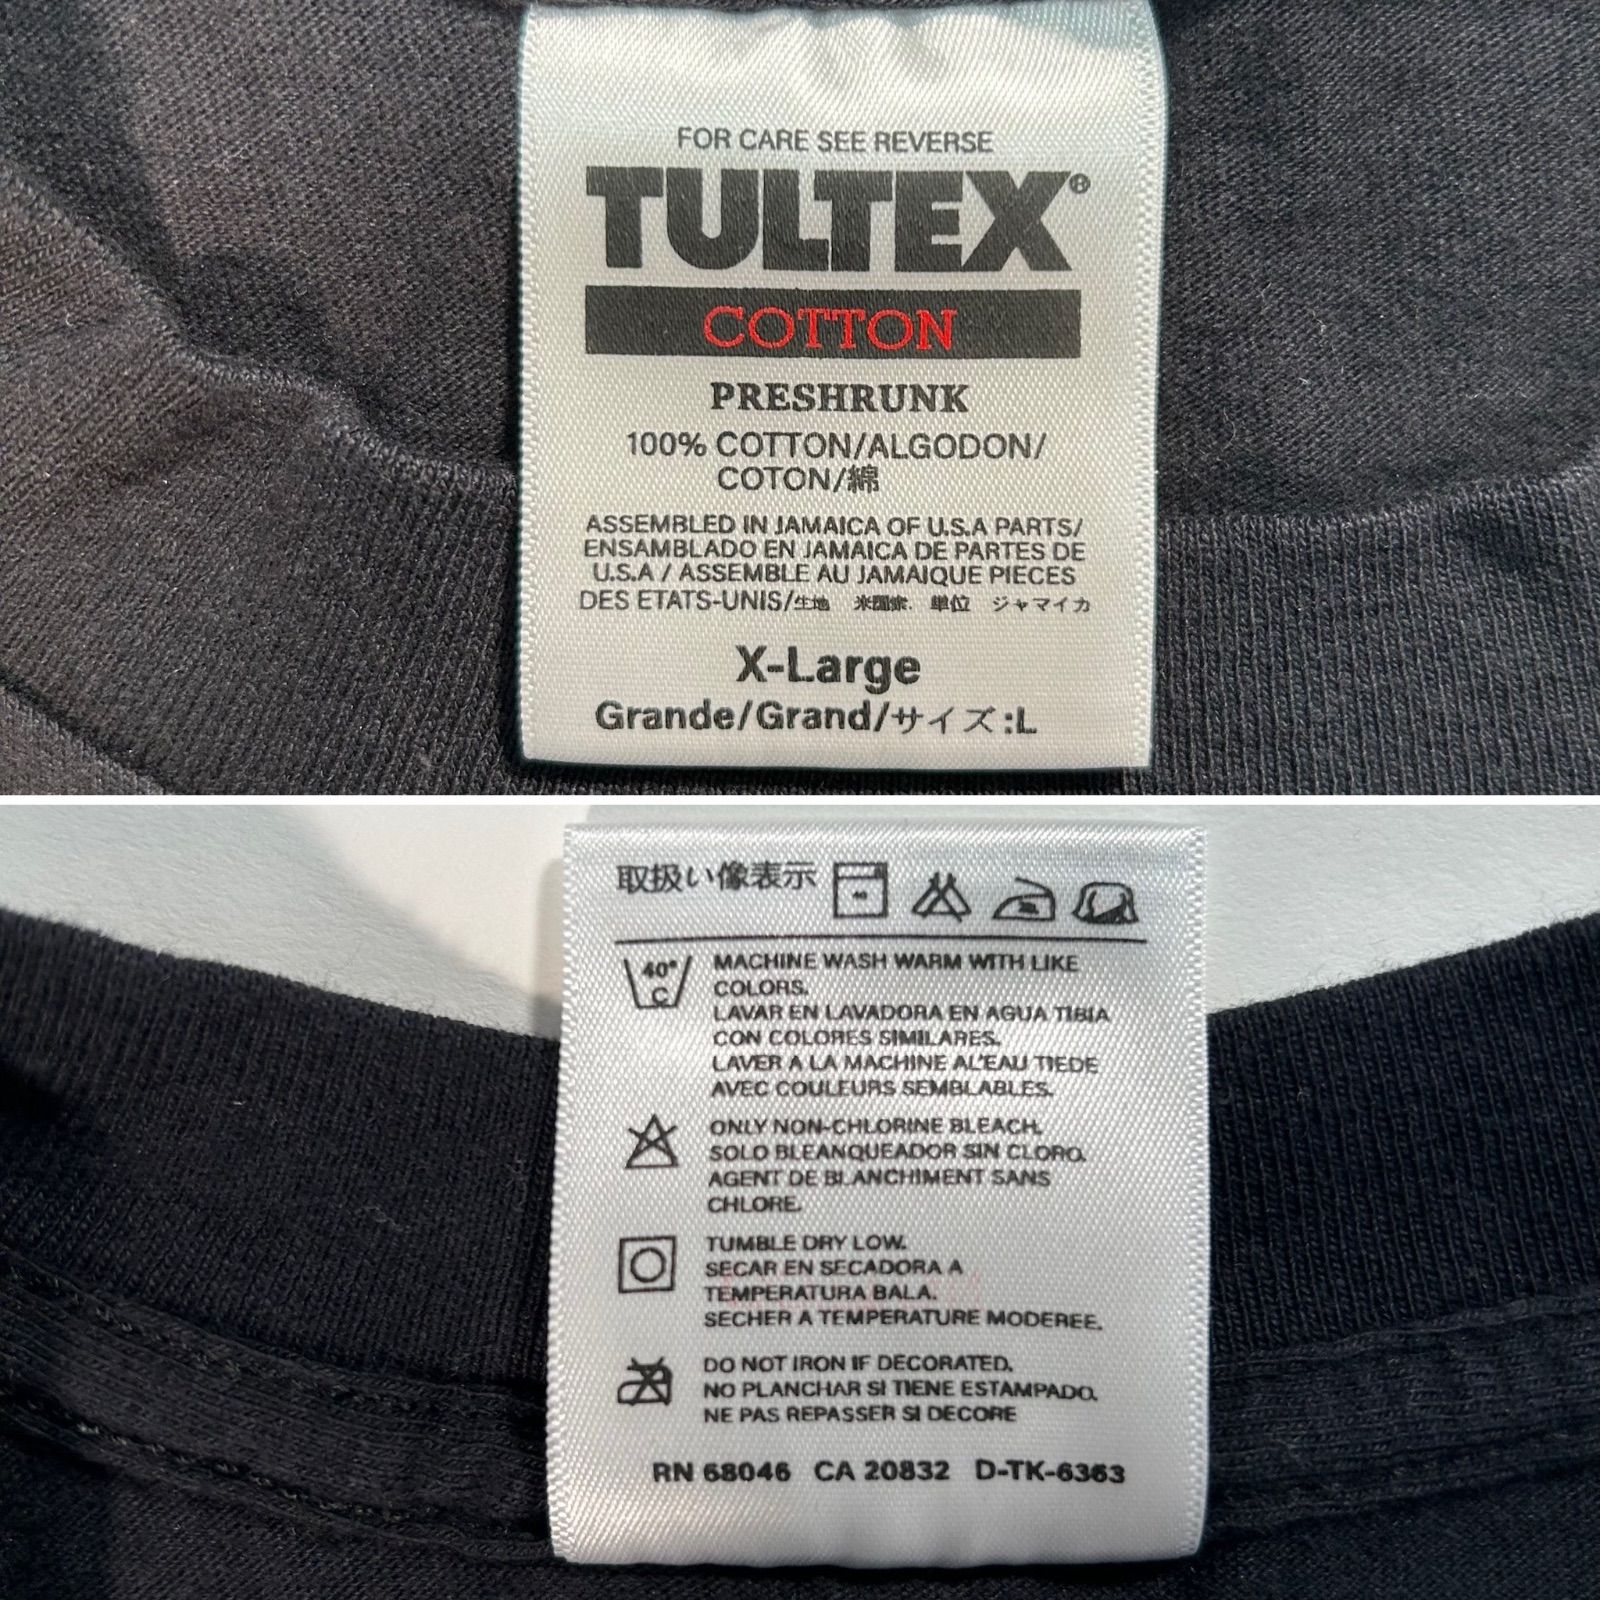 FOR CARE SEE REVERSE
TULTEX®
COTTON
PRESHRUNK
100% COTTON/ALGODON/
COTON/綿
ASSEMBLED IN JAMAICA OF U.S.A PARTS/
ENSAMBLADO EN JAMAICA DE PARTES DE
U.S.A / ASSEMBLE AU JAMAIQUE PIECES
DES ETATS-UNIS/生地 単位 ジャマイカ
X-Large
Grande/Grand/サイズ:L
取扱い像表示
40
40°
C
MACHINE WASH WARM WITH LIKE
COLORS.
LAVAR EN LAVADORA EN AGUA TIBIA
CON COLORES SIMILARES.
LAVER A LA MACHINE AL'EAU TIEDE
AVEC COULEURS SEMBLABLES.
ONLY NON-CHLORINE BLEACH.
SOLO BLEANQUEADOR SIN CLORO.
AGENT DE BLANCHIMENT SANS
CHLORE.
TUMBLE DRY LOW.
SECAR EN SECADORA A
TEMPERATURA BALA.
SECHER A TEMPERATURE MODEREE.
DO NOT IRON IF DECORATED.
NO PLANCHAR SI TIENE ESTAMPADO.
NE PAS REPASSER SI DECORE
RN 68046 CA 20832 D-TK-6363